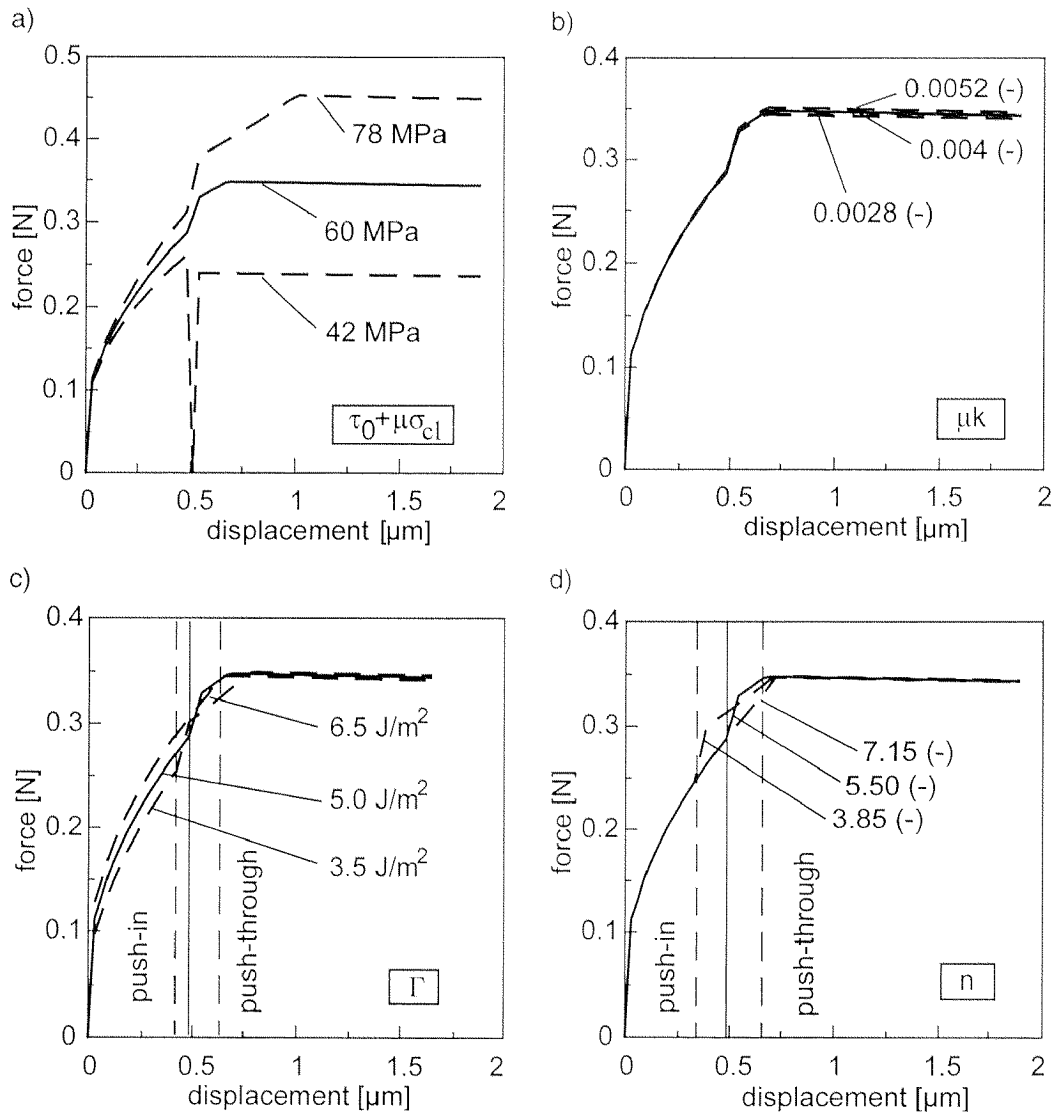 a)
force [N]
0.5
0.4
0.3
0.2
0.1
0
78 MPa
60 MPa
42 MPa
τ0+μσcl
0
0.5
1
1.5
2
displacement [µm]
b)
force [N]
0.4
0.3
0.2
0.1
0
0.0052 (-)
0.004 (-)
0.0028 (-)
μk
0
0.5
1
1.5
2
displacement [µm]
c)
force [N]
0.4
0.3
0.2
0.1
0
6.5 J/m²
5.0 J/m²
3.5 J/m²
push-in
push-through
Γ
0
0.5
1
1.5
2
displacement [µm]
d)
force [N]
0.4
0.3
0.2
0.1
0
7.15 (-)
5.50 (-)
3.85 (-)
push-in
push-through
n
0
0.5
1
1.5
2
displacement [µm]